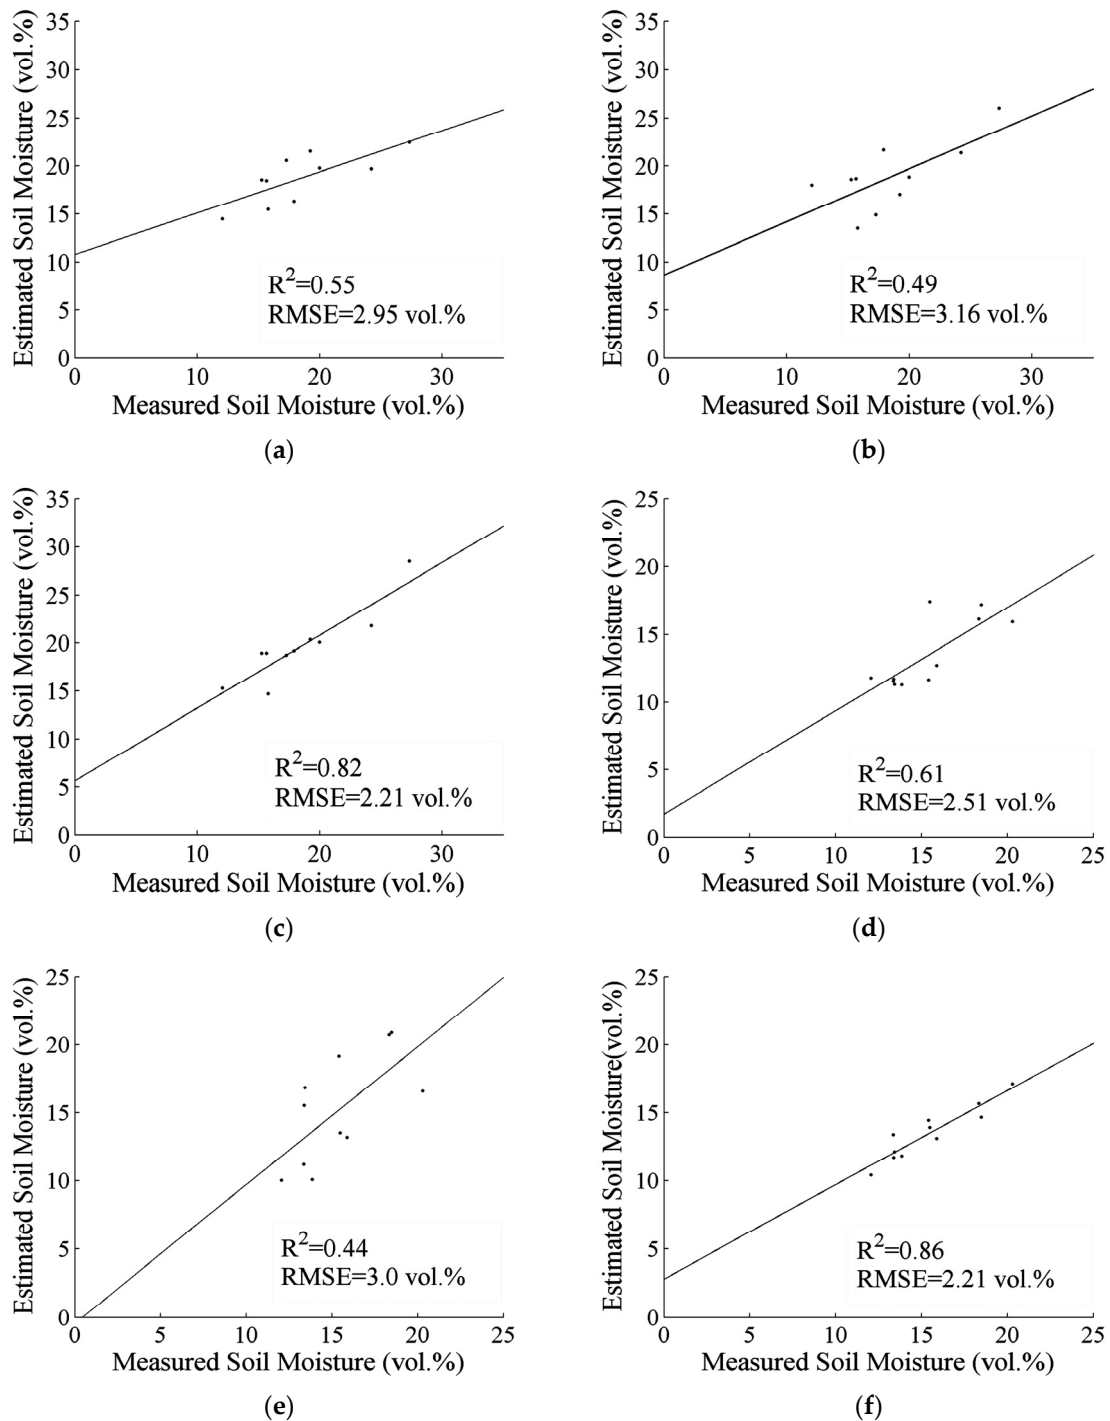 Estimated Soil Moisture (vol.%)
35
30
25
20
15
10
5
0
R²=0.55
RMSE=2.95 vol.%
0 10 20 30
Measured Soil Moisture (vol.%)
(a)
Estimated Soil Moisture (vol.%)
35
30
25
20
15
10
5
0
R²=0.49
RMSE=3.16 vol.%
0 10 20 30
Measured Soil Moisture (vol.%)
(b)
Estimated Soil Moisture (vol.%)
35
30
25
20
15
10
5
0
R²=0.82
RMSE=2.21 vol.%
0 10 20 30
Measured Soil Moisture (vol.%)
(c)
Estimated Soil Moisture (vol.%)
25
20
15
10
5
0
R²=0.61
RMSE=2.51 vol.%
0 5 10 15 20 25
Measured Soil Moisture (vol.%)
(d)
Estimated Soil Moisture (vol.%)
25
20
15
10
5
0
R²=0.44
RMSE=3.0 vol.%
0 5 10 15 20 25
Measured Soil Moisture (vol.%)
(e)
Estimated Soil Moisture(vol.%)
25
20
15
10
5
0
R²=0.86
RMSE=2.21 vol.%
0 5 10 15 20 25
Measured Soil Moisture (vol.%)
(f)